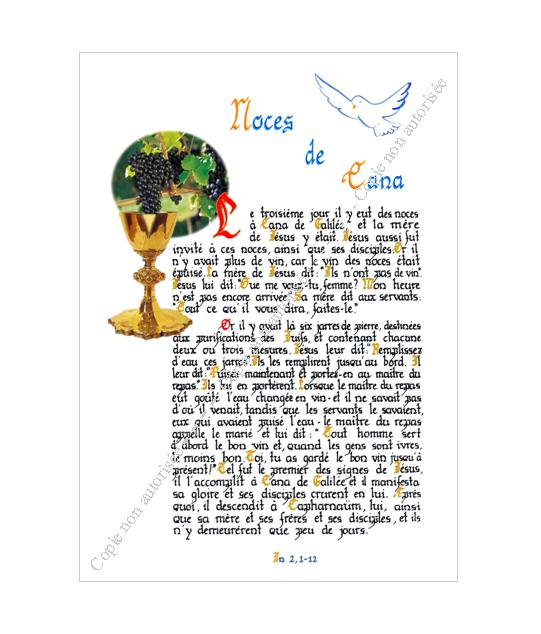 Noces
de
Cana
Le troisième jour il y eut des noces
à Cana de Galilée, et la mère
de Jésus y était. Jésus aussi fut
invité à ces noces, ainsi que ses disciples. Or il
n'y avait plus de vin, car le vin des noces était
épuisé. La mère de Jésus dit: "Ils n'ont pas de vin".
Jésus lui dit: "Que me veux-tu, femme? Mon heure
n'est pas encore arrivée". Sa mère dit aux servants:
"Tout ce qu'il vous dira, faites-le."
Or il y avait là six jarres de pierre, destinées
aux purifications des Juifs, et contenant chacune
deux ou trois mesures. Jésus leur dit: "Remplissez
d'eau ces jarres". Ils les remplirent jusqu'au bord. Il
leur dit: "Puisez maintenant et portez-en au maître du
repas". Ils lui en portèrent. Lorsque le maître du repas
eut goûté l'eau changée en vin - et il ne savait pas
d'où il venait, tandis que les servants le savaient,
eux qui avaient puisé l'eau - le maître du repas
appelle le marié et lui dit: "Tout homme sert
d'abord le bon vin et, quand les gens sont ivres,
le moins bon. Toi, tu as gardé le bon vin jusqu'à
présent!" Tel fut le premier des signes de Jésus,
il l'accomplit à Cana de Galilée et il manifesta
sa gloire et ses disciples crurent en lui. Après
quoi, il descendit à Capharnaüm, lui, ainsi
que sa mère et ses frères et ses disciples, et ils
n'y demeurèrent que peu de jours.
Jn 2, 1-12
Copie non autorisée
Copie non autorisée
Copie non autorisée